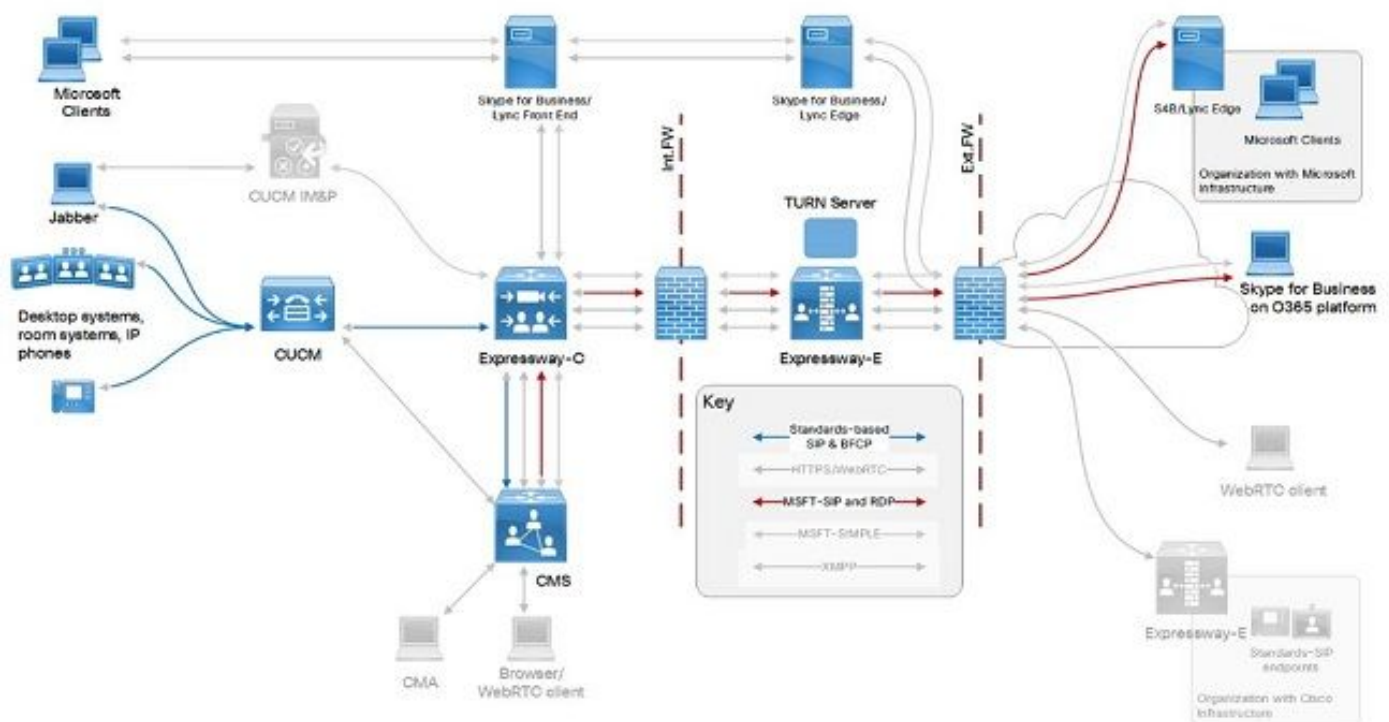 Microsoft
Clients
Skype for Business/
Lync Front End
Skype for Business/
Lync Edge
S4B/Lync Edge
Microsoft Clients
Organization with Microsoft
Infrastructure
Int.FW
Ext.FW
CUCM IM&P
Jabber
TURN Server
Desktop systems,
room systems, IP
phones
CUCM
Expressway-C
Expressway-E
Skype for Business
on O365 platform
Key
Standards-based
SIP & BFCP
HTTPS/WebRTC
MSFT-SIP and RDP
MSFT-SIMPLE
XMPP
WebRTC client
CMS
CMA
Browser/
WebRTC client
Expressway-E
Standards-SIP
endpoints
Organization with Cisco
Infrastructure